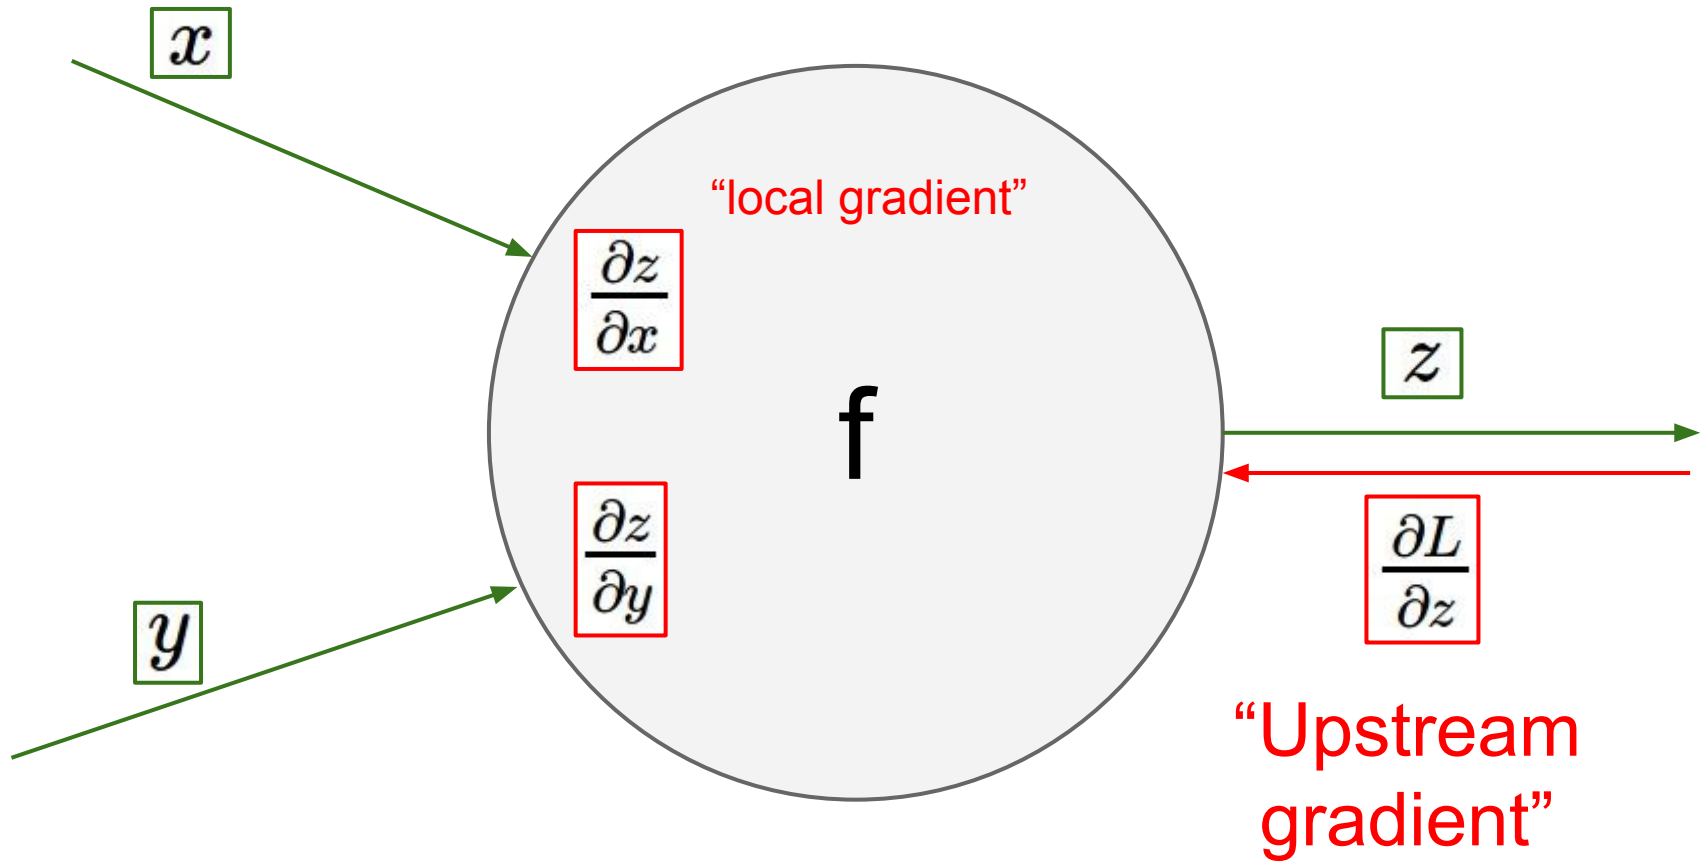 x
“local gradient”
∂z/∂x
f
z
∂z/∂y
∂L/∂z
y
“Upstream
gradient”